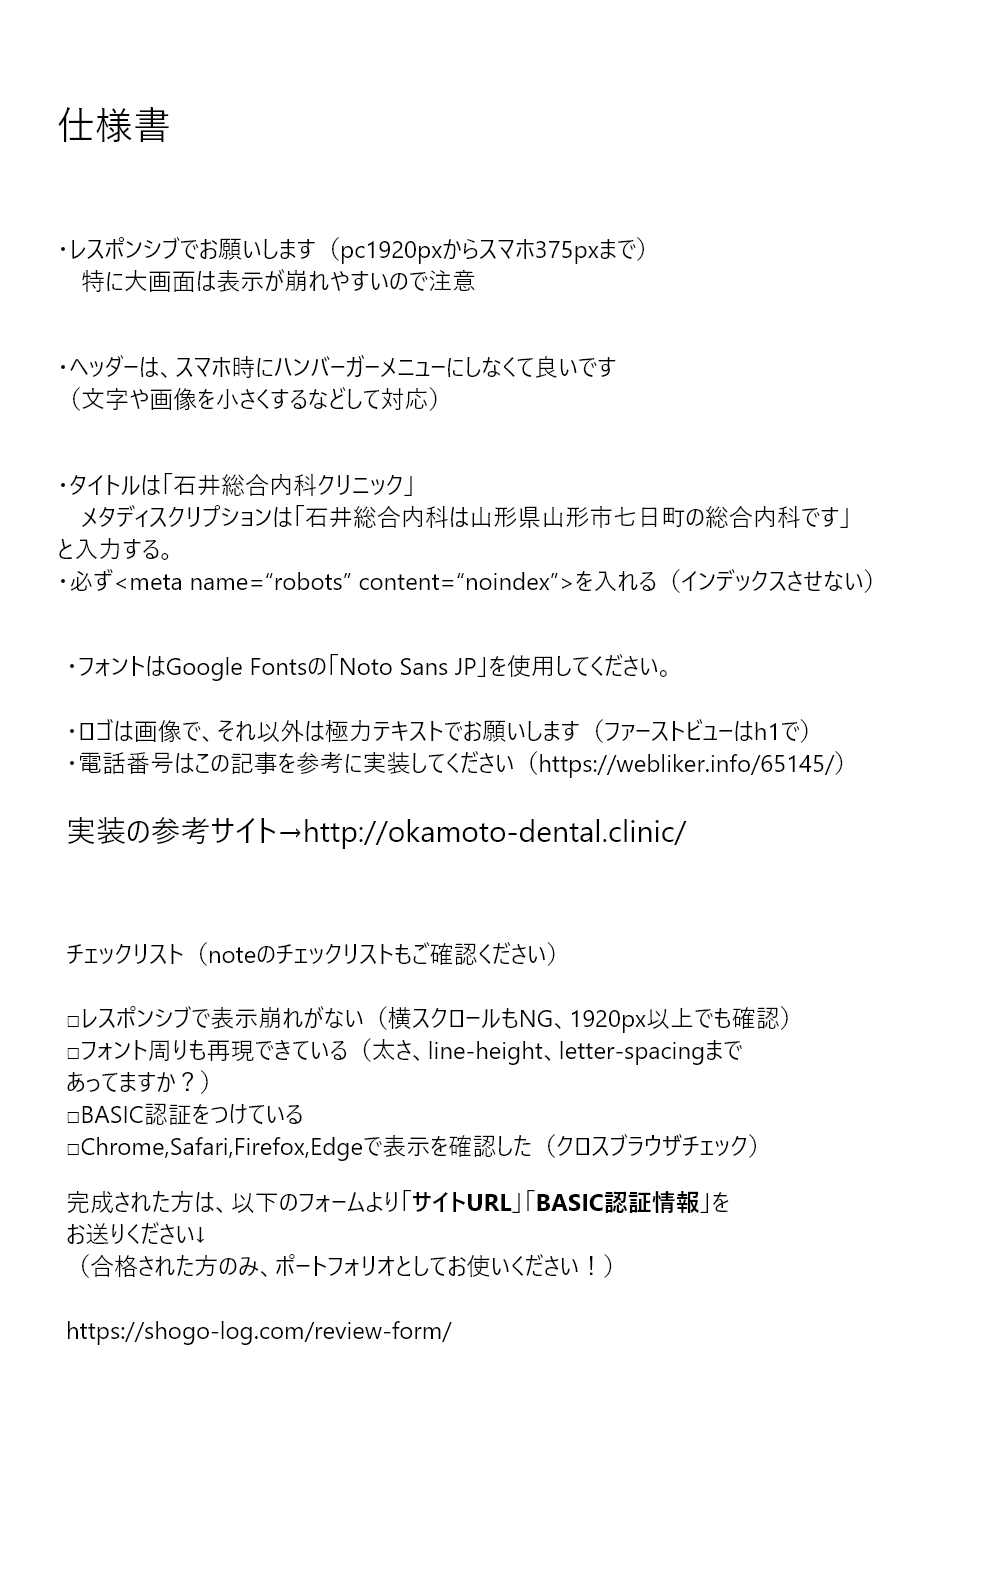 仕様書
・レスポンシブでお願いします（pc1920pxからスマホ375pxまで）
特に大画面は表示が崩れやすいので注意
・ヘッダーは、スマホ時にハンバーガーメニューにしなくて良いです
（文字や画像を小さくするなどして対応）
・タイトルは「石井総合内科クリニック」
メタディスクリプションは「石井総合内科は山形県山形市七日町の総合内科です」
と入力する。
・必ず<meta name=“robots” content=“noindex”>を入れる（インデックスさせない）
・フォントはGoogle Fontsの「Noto Sans JP」を使用してください。
・ロゴは画像で、それ以外は極力テキストでお願いします（ファーストビューはh1で）
・電話番号はこの記事を参考に実装してください（https://webliker.info/65145/）
実装の参考サイト→http://okamoto-dental.clinic/
チェックリスト（noteのチェックリストもご確認ください）
□レスポンシブで表示崩れがない（横スクロールもNG、1920px以上でも確認）
□フォント周りも再現できている（太さ、line-height、letter-spacingまで
あってますか？）
□BASIC認証をつけている
□Chrome,Safari,Firefox,Edgeで表示を確認した（クロスブラウザチェック）
完成された方は、以下のフォームより「サイトURL」「BASIC認証情報」を
お送りください↓
（合格された方のみ、ポートフォリオとしてお使いください！）
https://shogo-log.com/review-form/